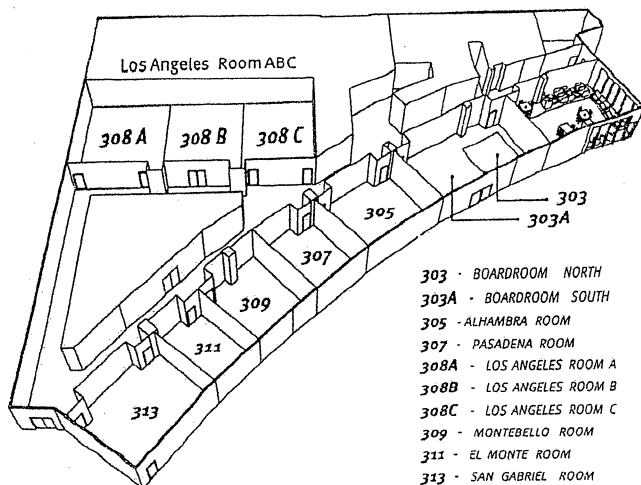 Los Angeles Room ABC
308 A
308 B
308 C
303
303A
305
307
309
311
313
303 - BOARDROOM NORTH
303A - BOARDROOM SOUTH
305 - ALHAMBRA ROOM
307 - PASADENA ROOM
308A - LOS ANGELES ROOM A
308B - LOS ANGELES ROOM B
308C - LOS ANGELES ROOM C
309 - MONTEBELLO ROOM
311 - EL MONTE ROOM
313 - SAN GABRIEL ROOM